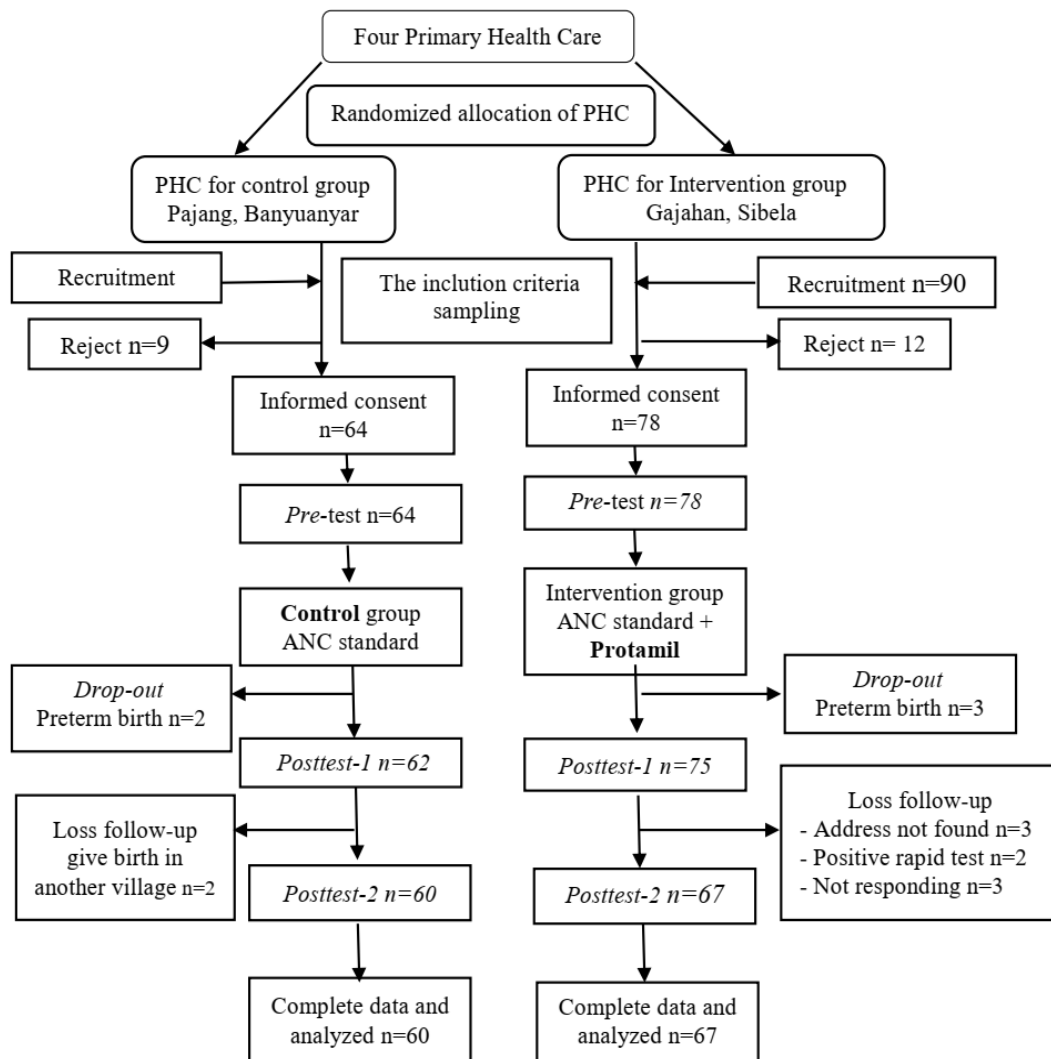 Four Primary Health Care
Randomized allocation of PHC
PHC for control group
Pajang, Banyuanyar
PHC for Intervention group
Gajahan, Sibela
Recruitment
The inclution criteria
sampling
Recruitment n=90
Reject n=9
Reject n= 12
Informed consent
n=64
Informed consent
n=78
Pre-test n=64
Pre-test n=78
Control group
ANC standard
Intervention group
ANC standard +
Protamil
Drop-out
Preterm birth n=2
Drop-out
Preterm birth n=3
Posttest-1 n=62
Posttest-1 n=75
Loss follow-up
give birth in
another village n=2
Loss follow-up
- Address not found n=3
- Positive rapid test n=2
- Not responding n=3
Posttest-2 n=60
Posttest-2 n=67
Complete data and
analyzed n=60
Complete data and
analyzed n=67